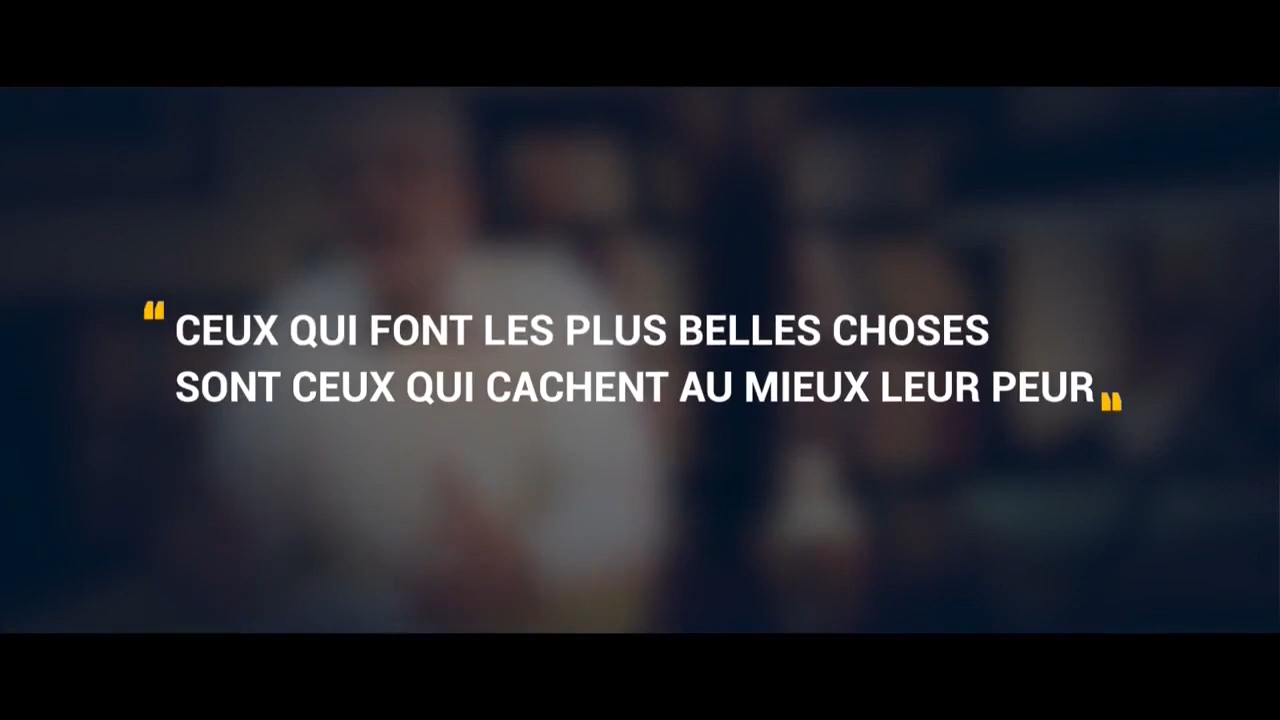 “ CEUX QUI FONT LES PLUS BELLES CHOSES
SONT CEUX QUI CACHENT AU MIEUX LEUR PEUR „